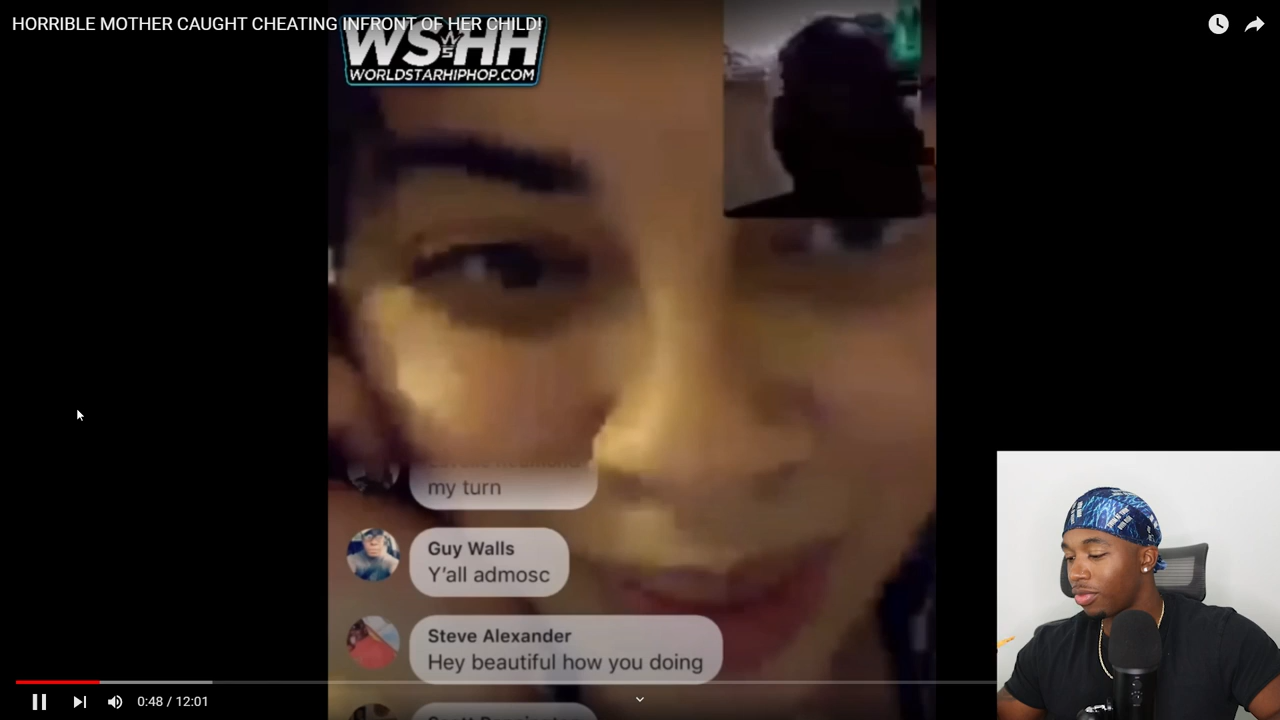 HORRIBLE MOTHER CAUGHT CHEATING INFRONT OF HER CHILD!
WSHH
WORLDSTARHIPHOP.COM
my turn
Guy Walls
Y'all admosc
Steve Alexander
Hey beautiful how you doing
0:48 / 12:01